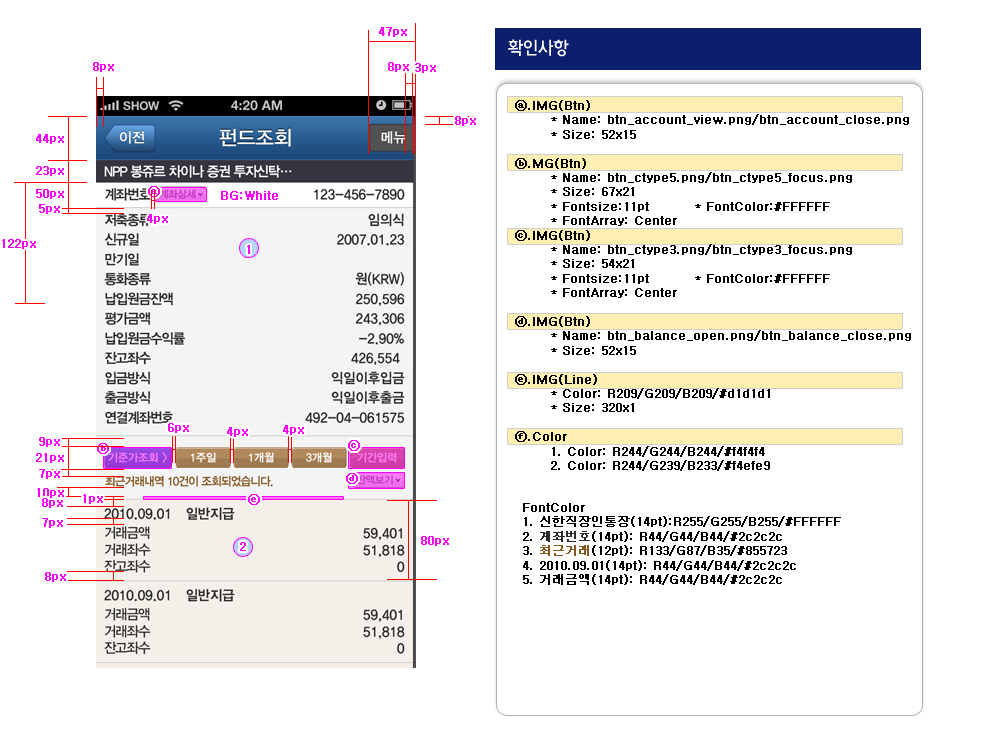 47px
8px
8px
3px
SHOW
4:20 AM
8px
44px
이전
펀드조회
메뉴
23px
NPP 봉쥬르 차이나 증권 투자신탁…
50px
계좌번호
ⓐ
계좌상세
BG:White
123-456-7890
5px
4px
122px
저축종류
임의식
①
신규일
2007.01.23
만기일
통화종류
원(KRW)
납입원금잔액
250,596
평가금액
243,306
납입원금수익률
-2.90%
잔고좌수
426,554
입금방식
익일이후입금
출금방식
익일이후출금
연결계좌번호
492-04-061575
6px
4px
4px
9px
ⓑ
ⓒ
21px
기준가조회 〉
1주일
1개월
3개월
기간입력
7px
최근거래내역 10건이 조회되었습니다.
ⓓ
잔액보기
10px
1px
ⓔ
8px
2010.09.01 일반지급
7px
거래금액
59,401
②
80px
거래좌수
51,818
잔고좌수
0
8px
2010.09.01 일반지급
거래금액
59,401
거래좌수
51,818
잔고좌수
0
확인사항
ⓐ.IMG(Btn)
* Name: btn_account_view.png/btn_account_close.png
* Size: 52x15
ⓑ.MG(Btn)
* Name: btn_ctype5.png/btn_ctype5_focus.png
* Size: 67x21
* Fontsize:11pt * FontColor:#FFFFFF
* FontArray: Center
ⓒ.IMG(Btn)
* Name: btn_ctype3.png/btn_ctype3_focus.png
* Size: 54x21
* Fontsize:11pt * FontColor:#FFFFFF
* FontArray: Center
ⓓ.IMG(Btn)
* Name: btn_balance_open.png/btn_balance_close.png
* Size: 52x15
ⓔ.IMG(Line)
* Color: R209/G209/B209/#d1d1d1
* Size: 320x1
ⓕ.Color
1. Color: R244/G244/B244/#f4f4f4
2. Color: R244/G239/B233/#f4efe9
FontColor
1. 신한직장인통장(14pt):R255/G255/B255/#FFFFFF
2. 계좌번호(14pt): R44/G44/B44/#2c2c2c
3. 최근거래(12pt): R133/G87/B35/#855723
4. 2010.09.01(14pt): R44/G44/B44/#2c2c2c
5. 거래금액(14pt): R44/G44/B44/#2c2c2c